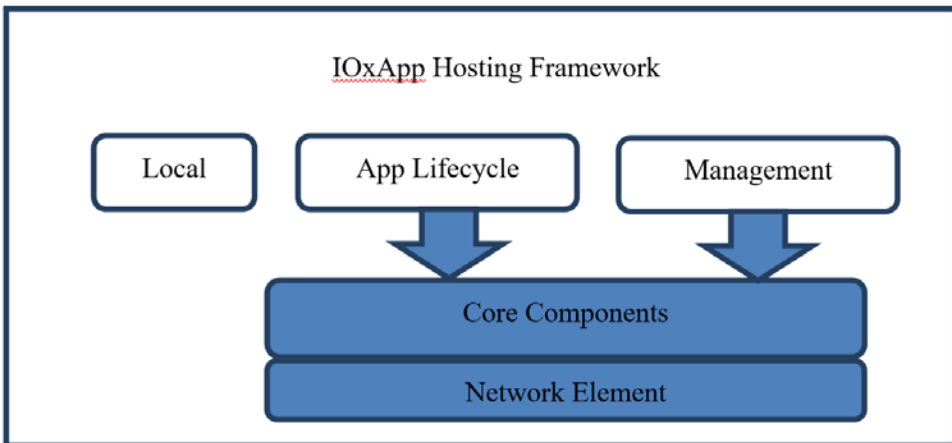 IOxApp Hosting Framework
Local
App Lifecycle
Management
Core Components
Network Element